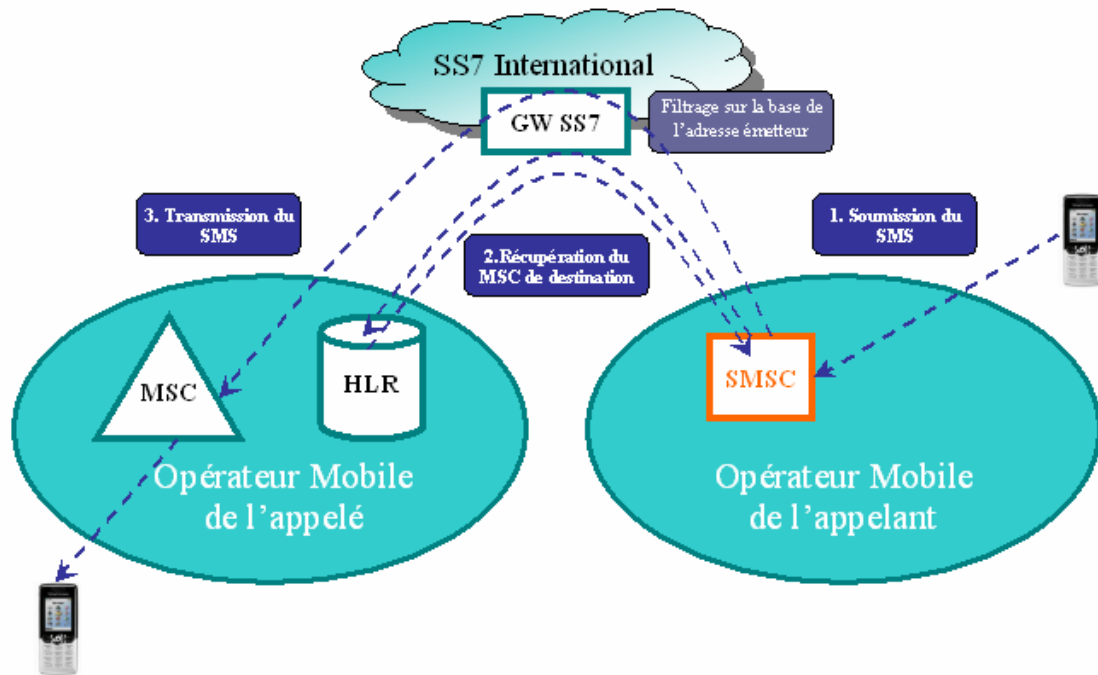 SS7 International
GW SS7
Filtrage sur la base de
l'adresse émetteur
3. Transmission du
SMS
2.Récupération du
MSC de destination
1. Soumission du
SMS
MSC
HLR
SMSC
Opérateur Mobile
de l'appelé
Opérateur Mobile
de l'appelant